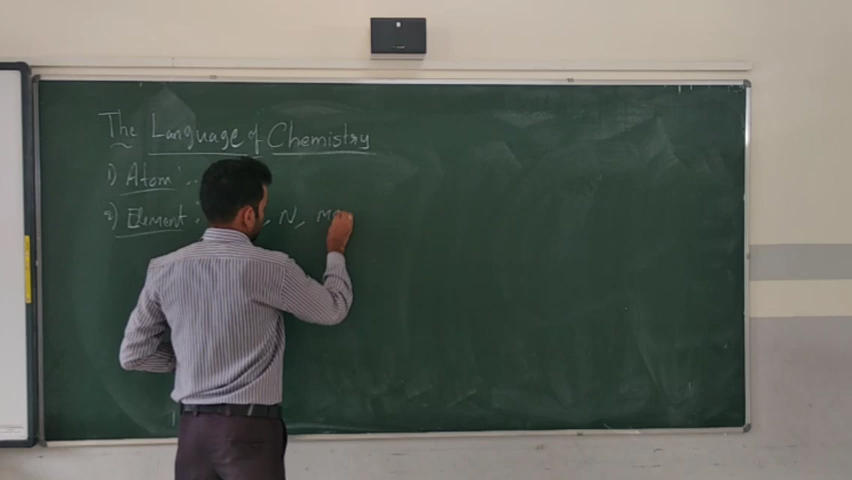 The Language of Chemistry
1) Atom :
2) Element : , N,